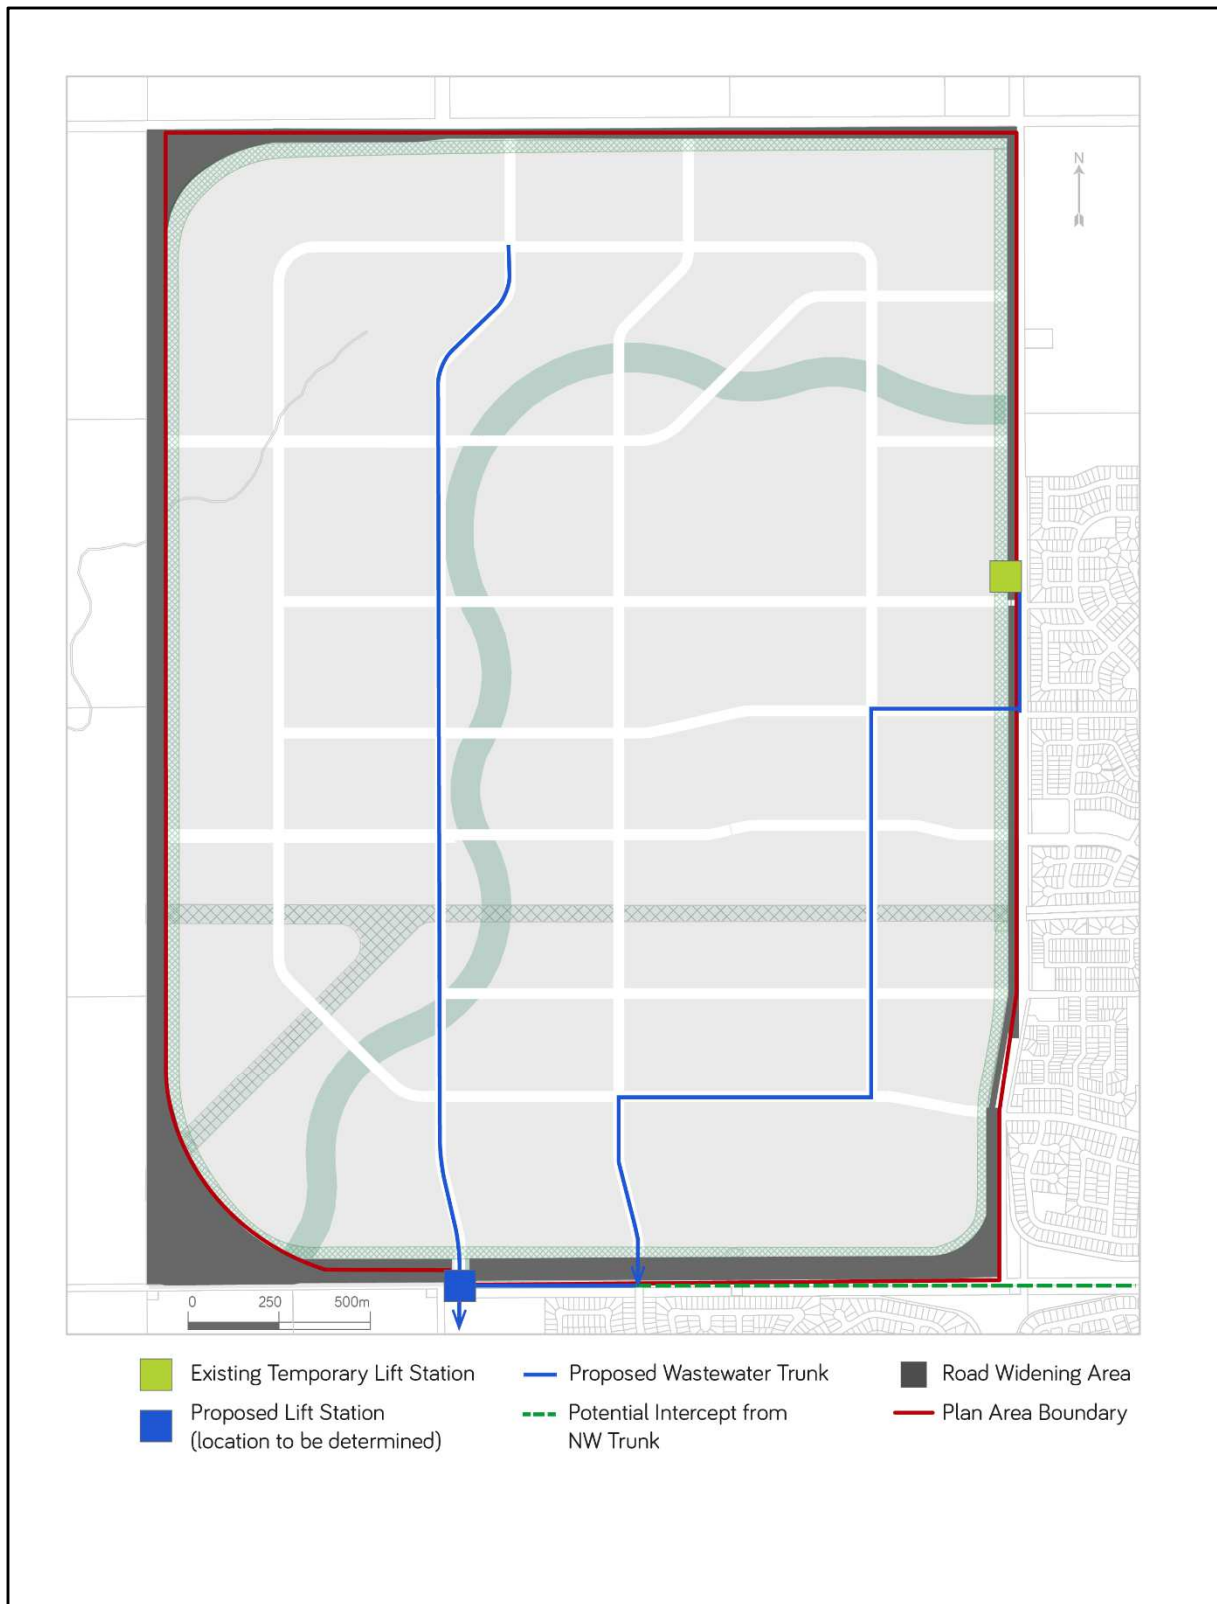 N
0 250 500m
Existing Temporary Lift Station
Proposed Wastewater Trunk
Road Widening Area
Proposed Lift Station
(location to be determined)
Potential Intercept from
NW Trunk
Plan Area Boundary